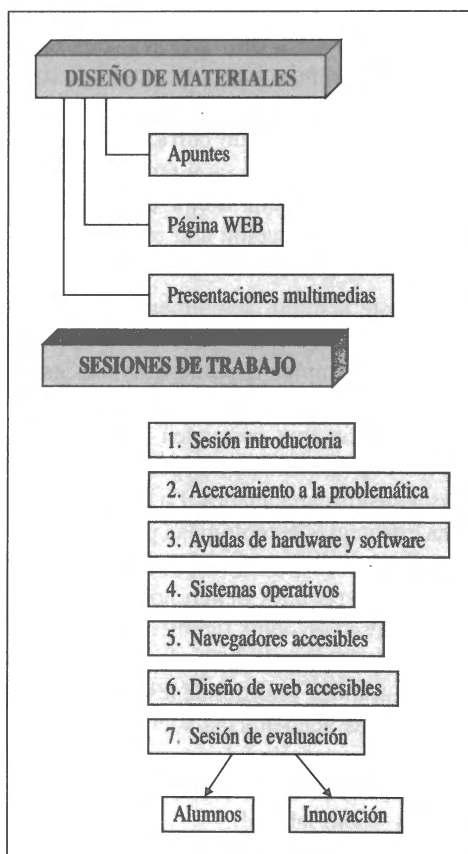 DISEÑO DE MATERIALES
Apuntes
Página WEB
Presentaciones multimedias
SESIONES DE TRABAJO
1. Sesión introductoria
2. Acercamiento a la problemática
3. Ayudas de hardware y software
4. Sistemas operativos
5. Navegadores accesibles
6. Diseño de web accesibles
7. Sesión de evaluación
Alumnos Innovación